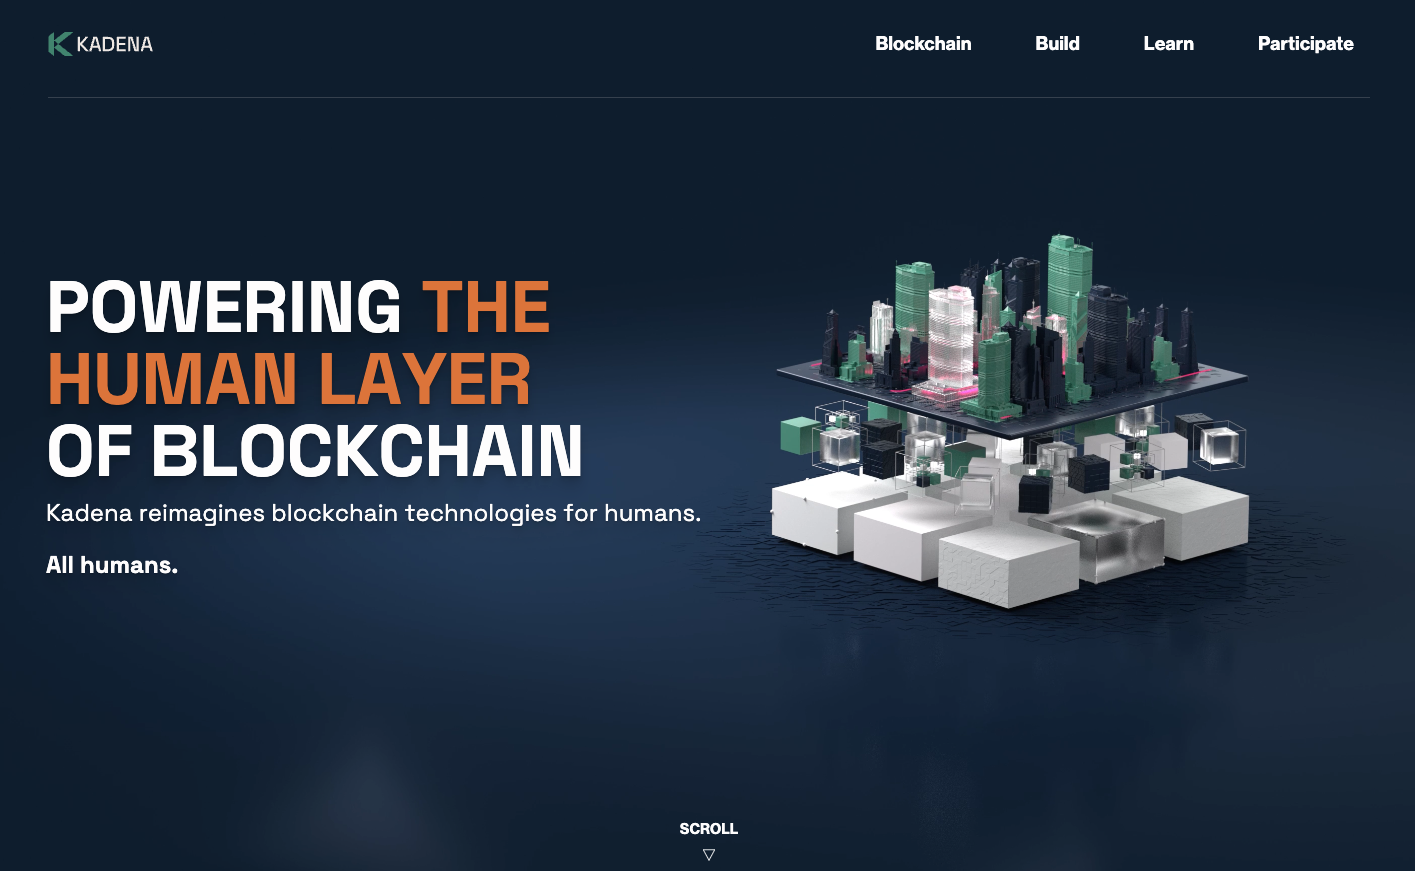 KADENA
Blockchain Build Learn Participate
POWERING THE
HUMAN LAYER
OF BLOCKCHAIN
Kadena reimagines blockchain technologies for humans.
All humans.
SCROLL